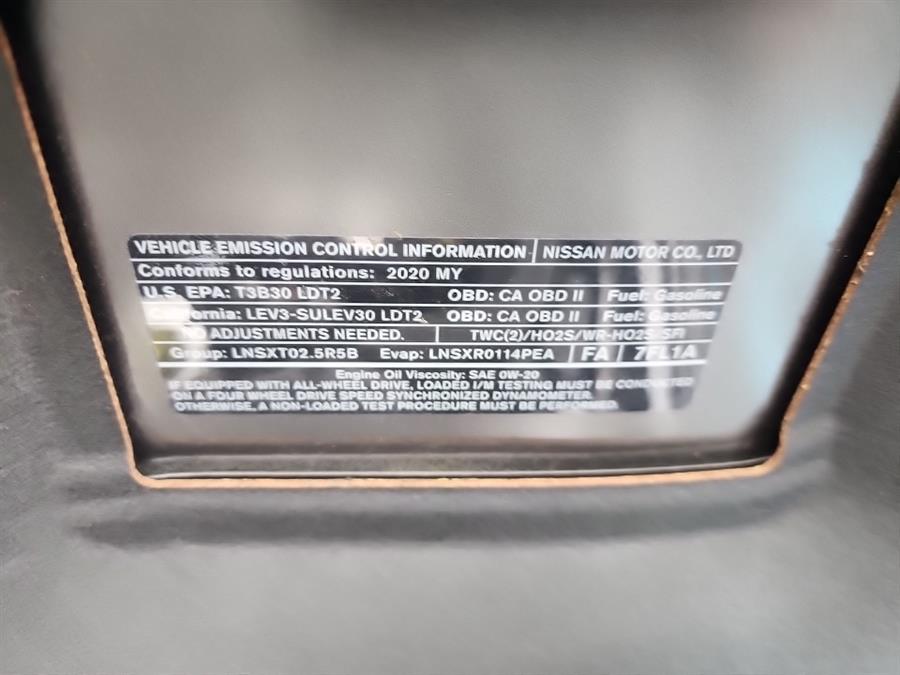 VEHICLE EMISSION CONTROL INFORMATION NISSAN MOTOR CO., LTD
Conforms to regulations: 2020 MY
U.S. EPA: T3B30 LDT2 OBD: CA OBD II Fuel: Gasoline
California: LEV3-SULEV30 LDT2 OBD: CA OBD II Fuel: Gasoline
NO ADJUSTMENTS NEEDED. TWC(2)/HO2S/WR-HO2S/SFI
Group: LNSXT02.5R5B Evap: LNSXR0114PEA FA 7FL1A
Engine Oil Viscosity: SAE 0W-20
IF EQUIPPED WITH ALL-WHEEL DRIVE, LOADED I/M TESTING MUST BE CONDUCTED
ON A FOUR WHEEL DRIVE SPEED SYNCHRONIZED DYNAMOMETER.
OTHERWISE, A NON-LOADED TEST PROCEDURE MUST BE PERFORMED.